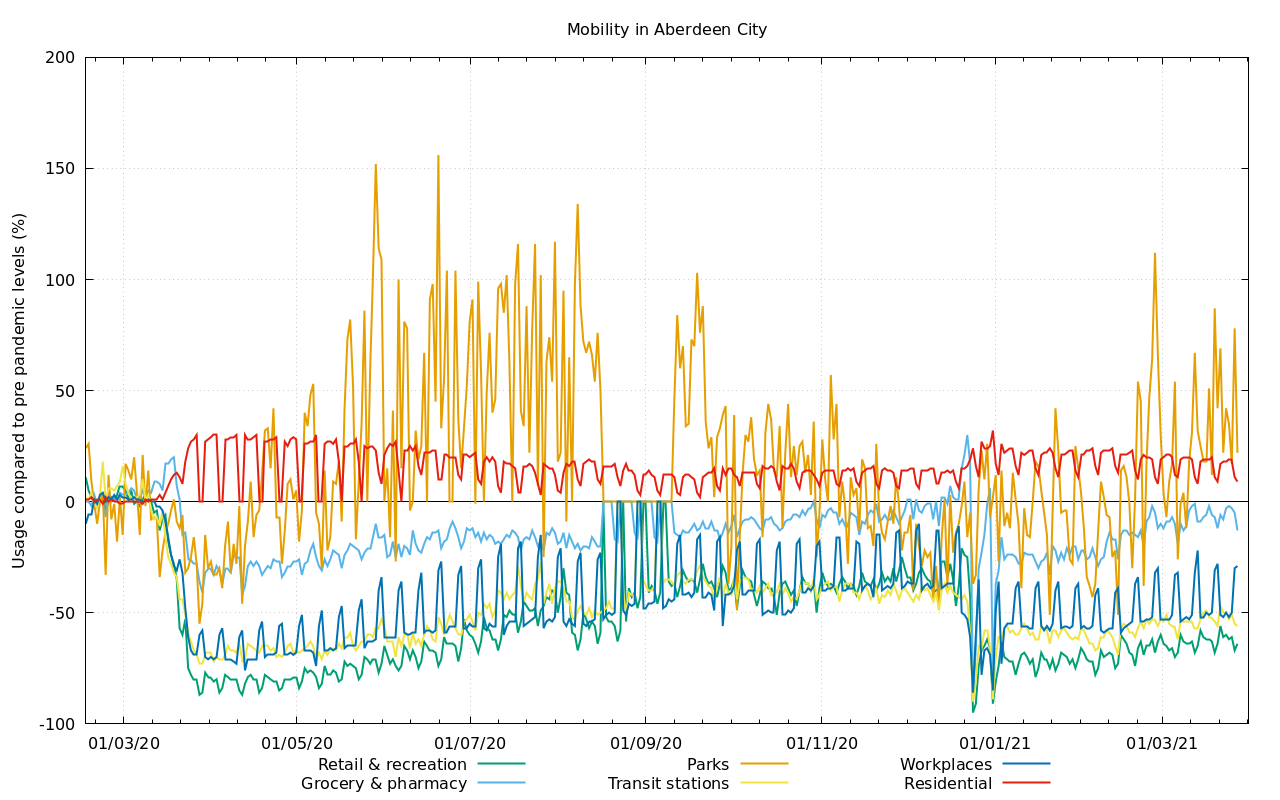 Mobility in Aberdeen City
Usage compared to pre pandemic levels (%)
200
150
100
50
0
-50
-100
01/03/20 01/05/20 01/07/20 01/09/20 01/11/20 01/01/21 01/03/21
Retail & recreation Parks Workplaces
Grocery & pharmacy Transit stations Residential